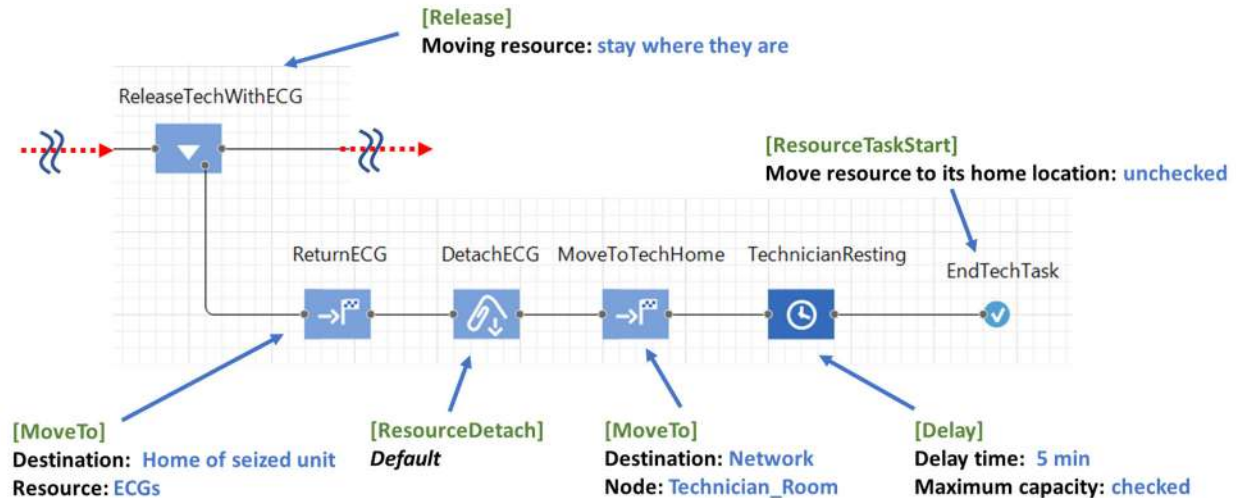 [Release]
Moving resource: stay where they are
ReleaseTechWithECG
[ResourceTaskStart]
Move resource to its home location: unchecked
ReturnECG
DetachECG
MoveToTechHome
TechnicianResting
EndTechTask
[MoveTo]
Destination: Home of seized unit
Resource: ECGs
[ResourceDetach]
Default
[MoveTo]
Destination: Network
Node: Technician_Room
[Delay]
Delay time: 5 min
Maximum capacity: checked